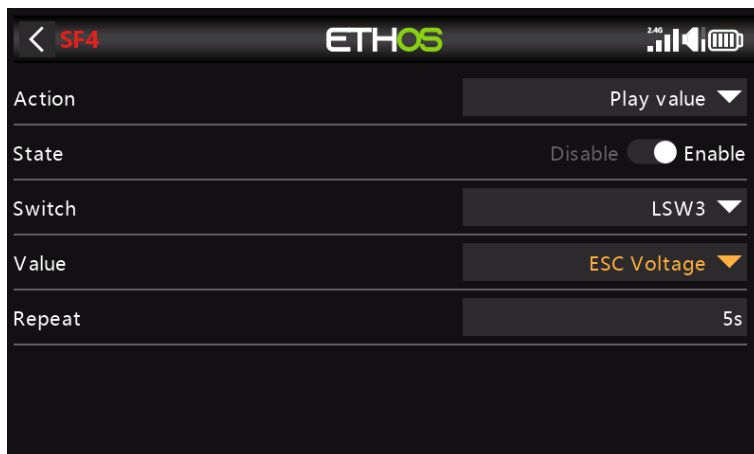 SF4 ETHOS 2.4G
Action Play value
State Disable Enable
Switch LSW3
Value ESC Voltage
Repeat 5s